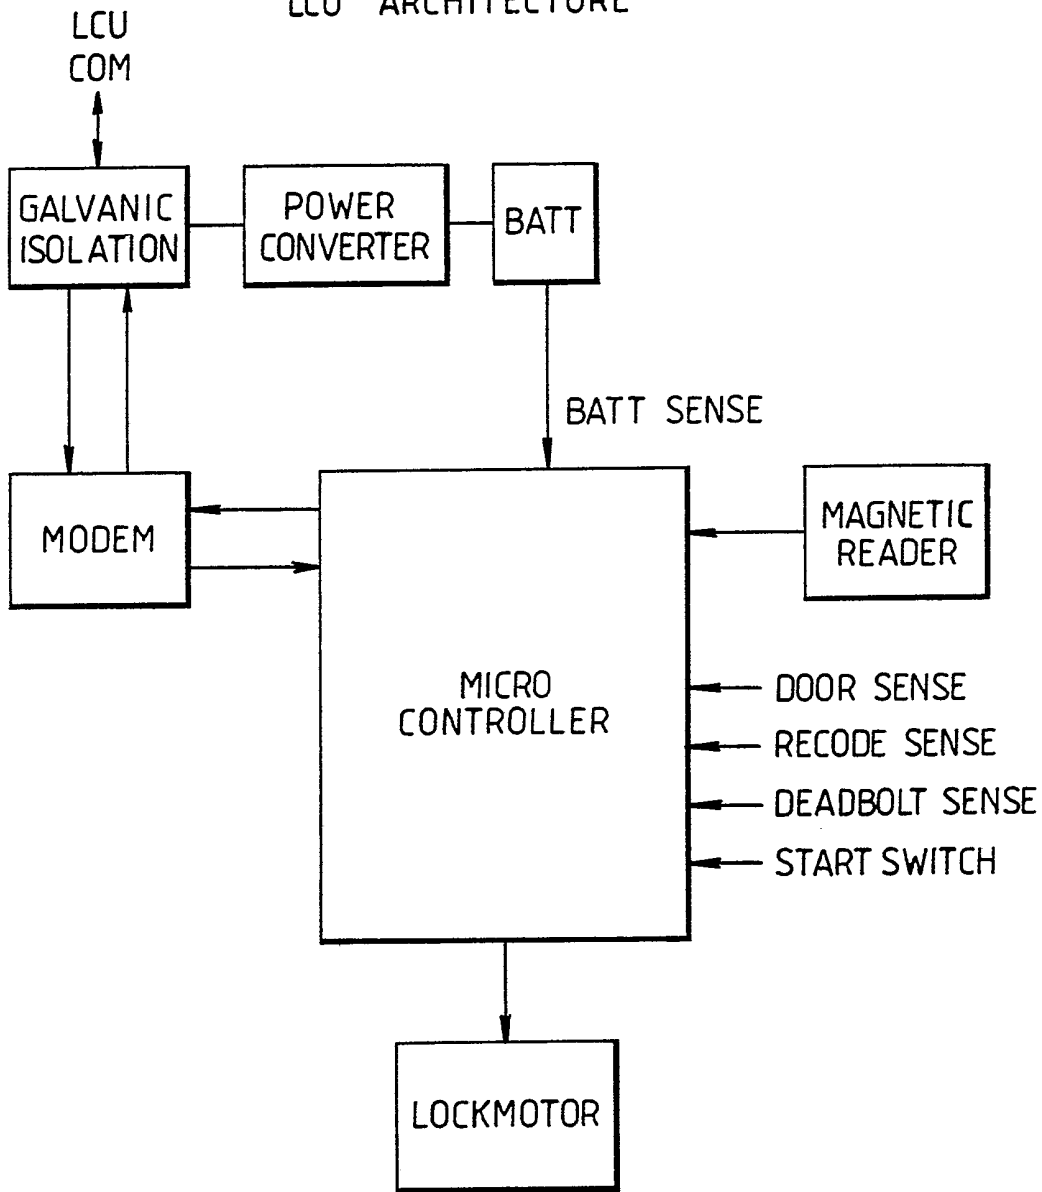 LCU ARCHITECTURE
LCU
COM
GALVANIC
ISOLATION
POWER
CONVERTER
BATT
BATT SENSE
MODEM
MAGNETIC
READER
MICRO
CONTROLLER
DOOR SENSE
RECODE SENSE
DEADBOLT SENSE
START SWITCH
LOCKMOTOR